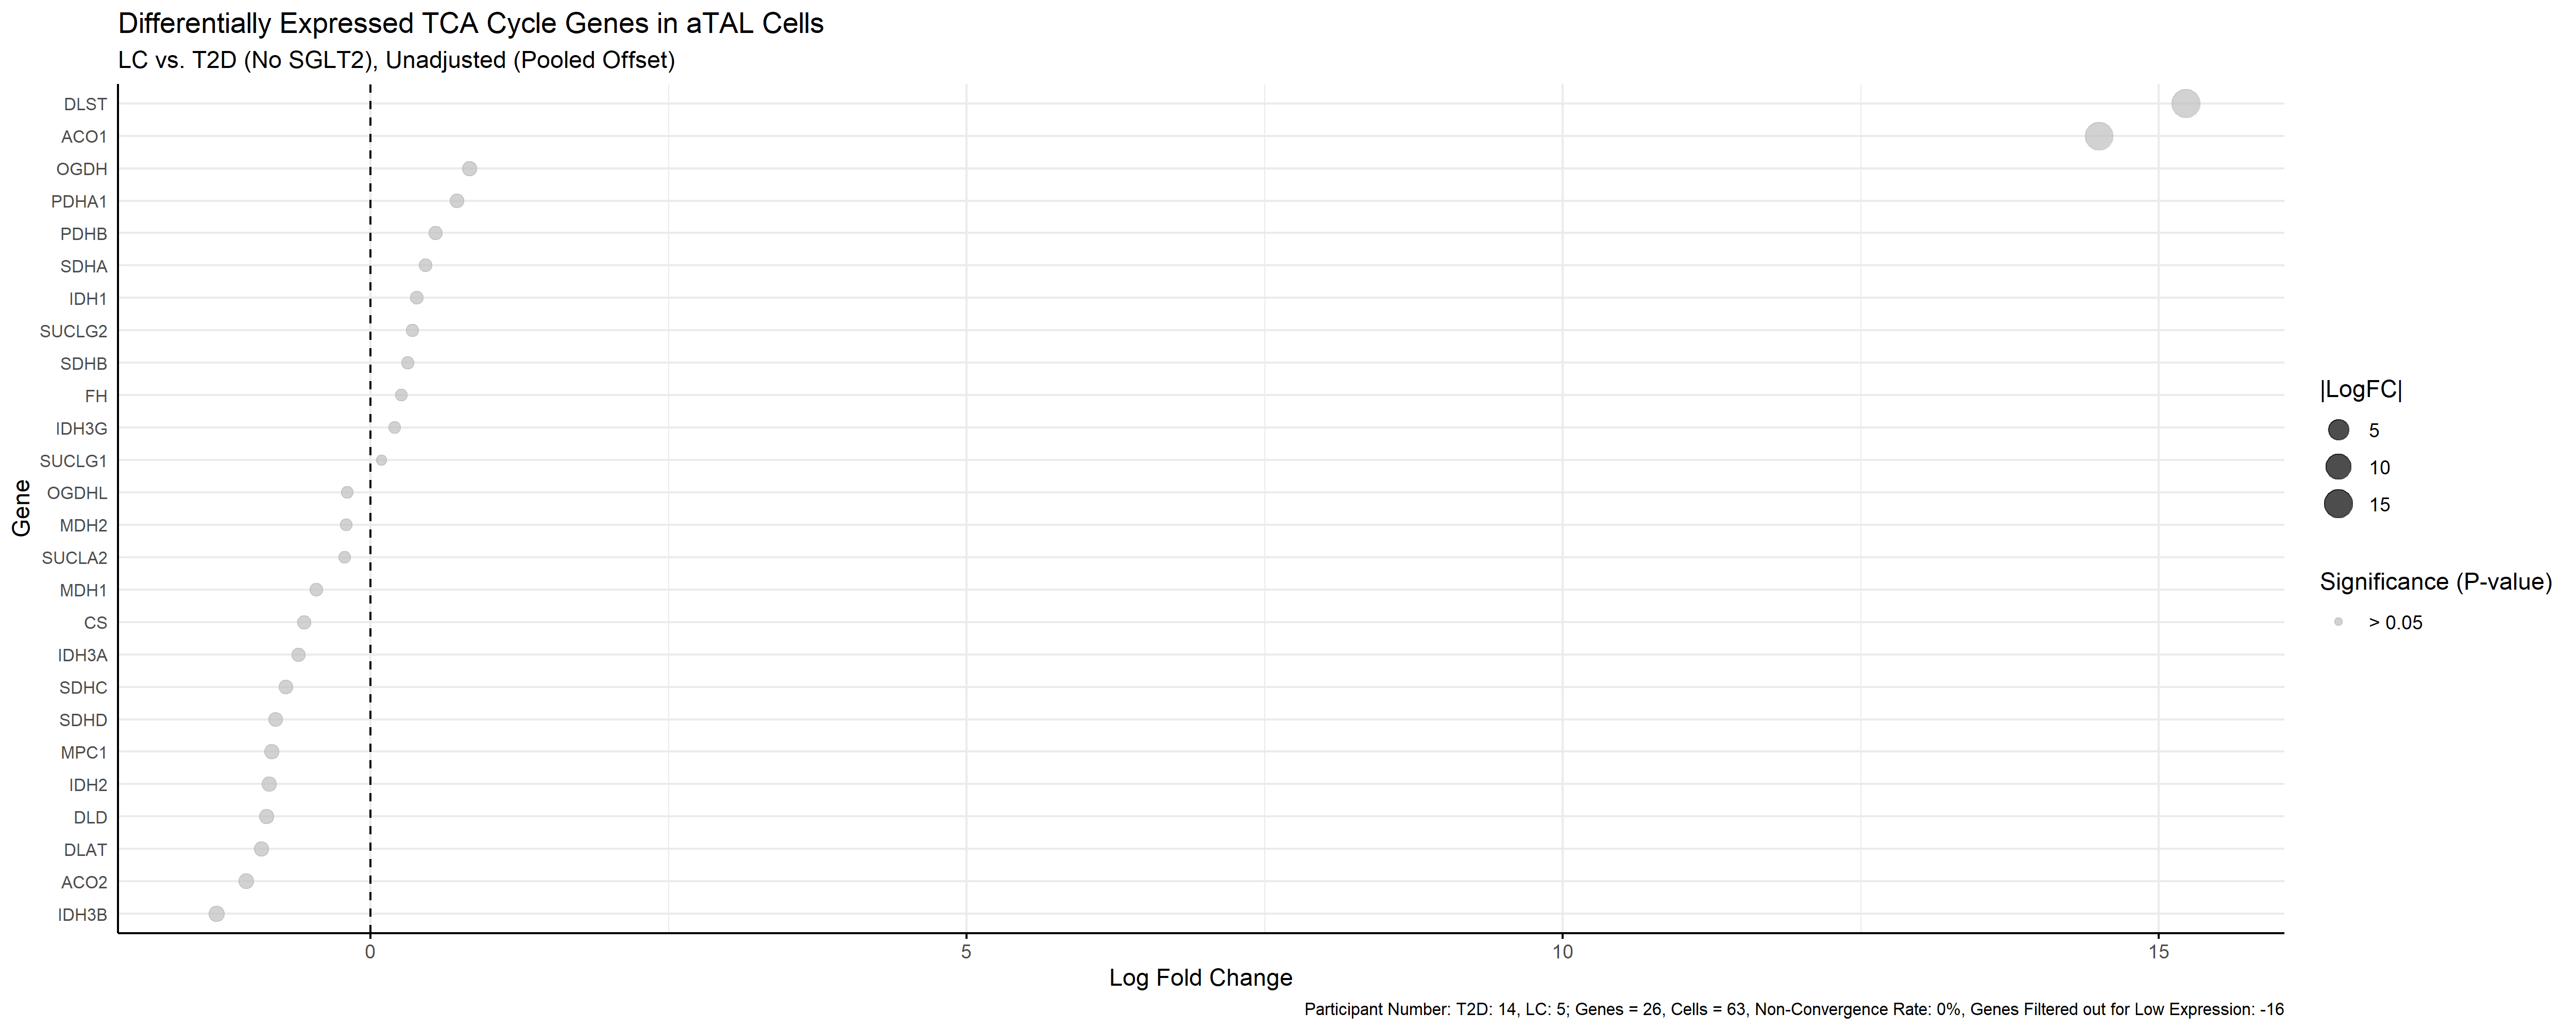 Differentially Expressed TCA Cycle Genes in aTAL Cells
LC vs. T2D (No SGLT2), Unadjusted (Pooled Offset)
Gene
DLST
ACO1
OGDH
PDHA1
PDHB
SDHA
IDH1
SUCLG2
SDHB
FH
IDH3G
SUCLG1
OGDHL
MDH2
SUCLA2
MDH1
CS
IDH3A
SDHC
SDHD
MPC1
IDH2
DLD
DLAT
ACO2
IDH3B
0 5 10 15
Log Fold Change
|LogFC|
5
10
15
Significance (P-value)
> 0.05
Participant Number: T2D: 14, LC: 5; Genes = 26, Cells = 63, Non-Convergence Rate: 0%, Genes Filtered out for Low Expression: -16